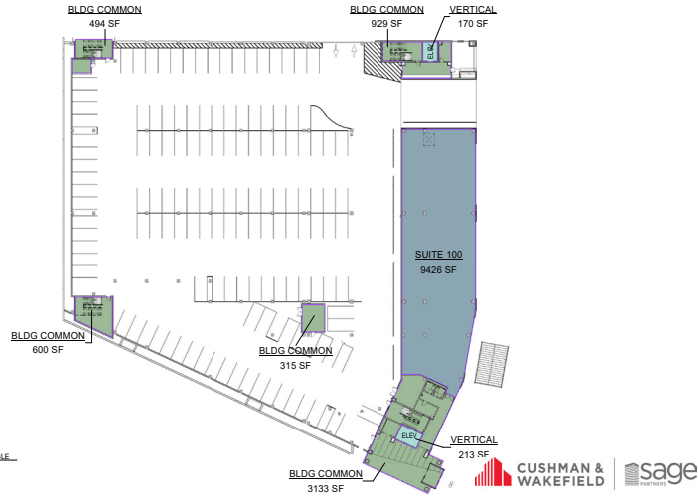 BLDG COMMON
494 SF
BLDG COMMON
929 SF
VERTICAL
170 SF
ELEV
SUITE 100
9426 SF
BLDG COMMON
600 SF
BLDG COMMON
315 SF
ELEV
VERTICAL
213 SF
BLDG COMMON
3133 SF
CUSHMAN &
WAKEFIELD
sage
PARTNERS